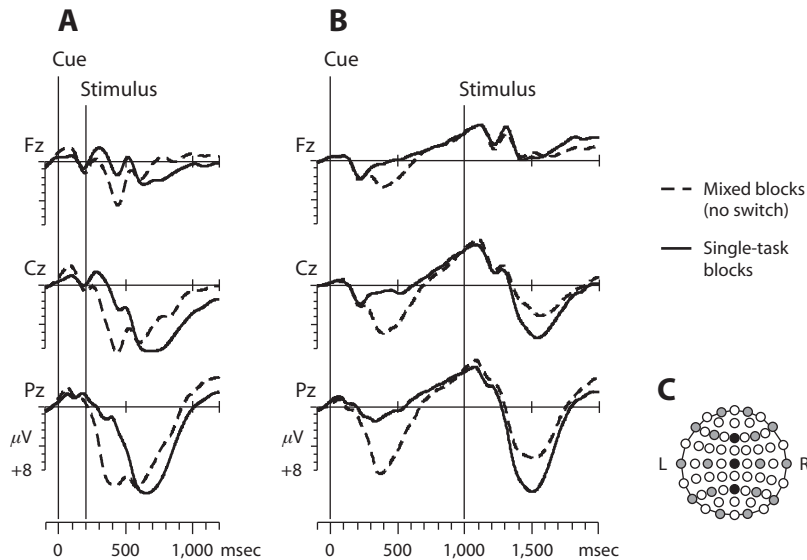 A
B
Cue
Stimulus
Cue
Stimulus
Fz
Fz
Mixed blocks
(no switch)
Single-task
blocks
Cz
Cz
Pz
Pz
C
μV
+8
μV
+8
L
R
0 500 1,000 msec
0 500 1,000 1,500 msec